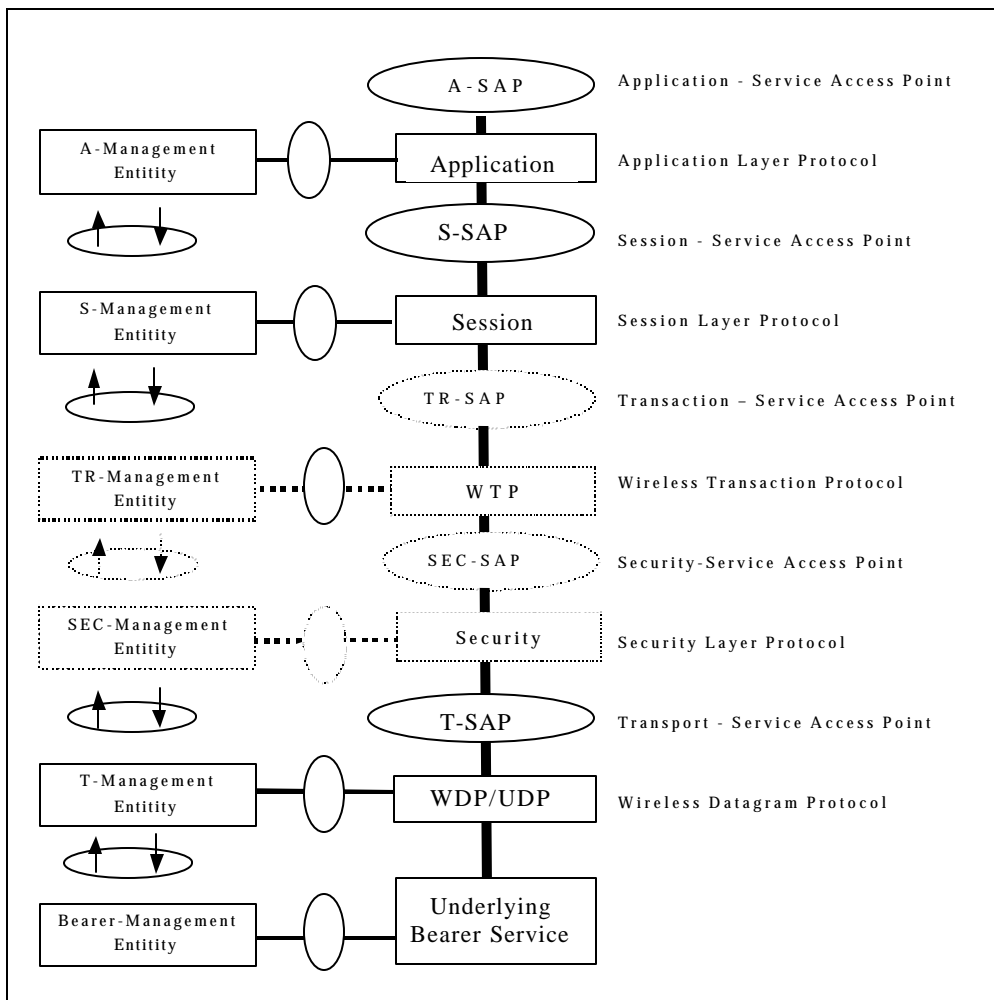 A-SAP
Application - Service Access Point
A-Management
Entitity
Application
Application Layer Protocol
S-SAP
Session - Service Access Point
S-Management
Entitity
Session
Session Layer Protocol
TR-SAP
Transaction – Service Access Point
TR-Management
Entitity
WTP
Wireless Transaction Protocol
SEC-SAP
Security-Service Access Point
SEC-Management
Entitity
Security
Security Layer Protocol
T-SAP
Transport - Service Access Point
T-Management
Entitity
WDP/UDP
Wireless Datagram Protocol
Bearer-Management
Entitity
Underlying
Bearer Service